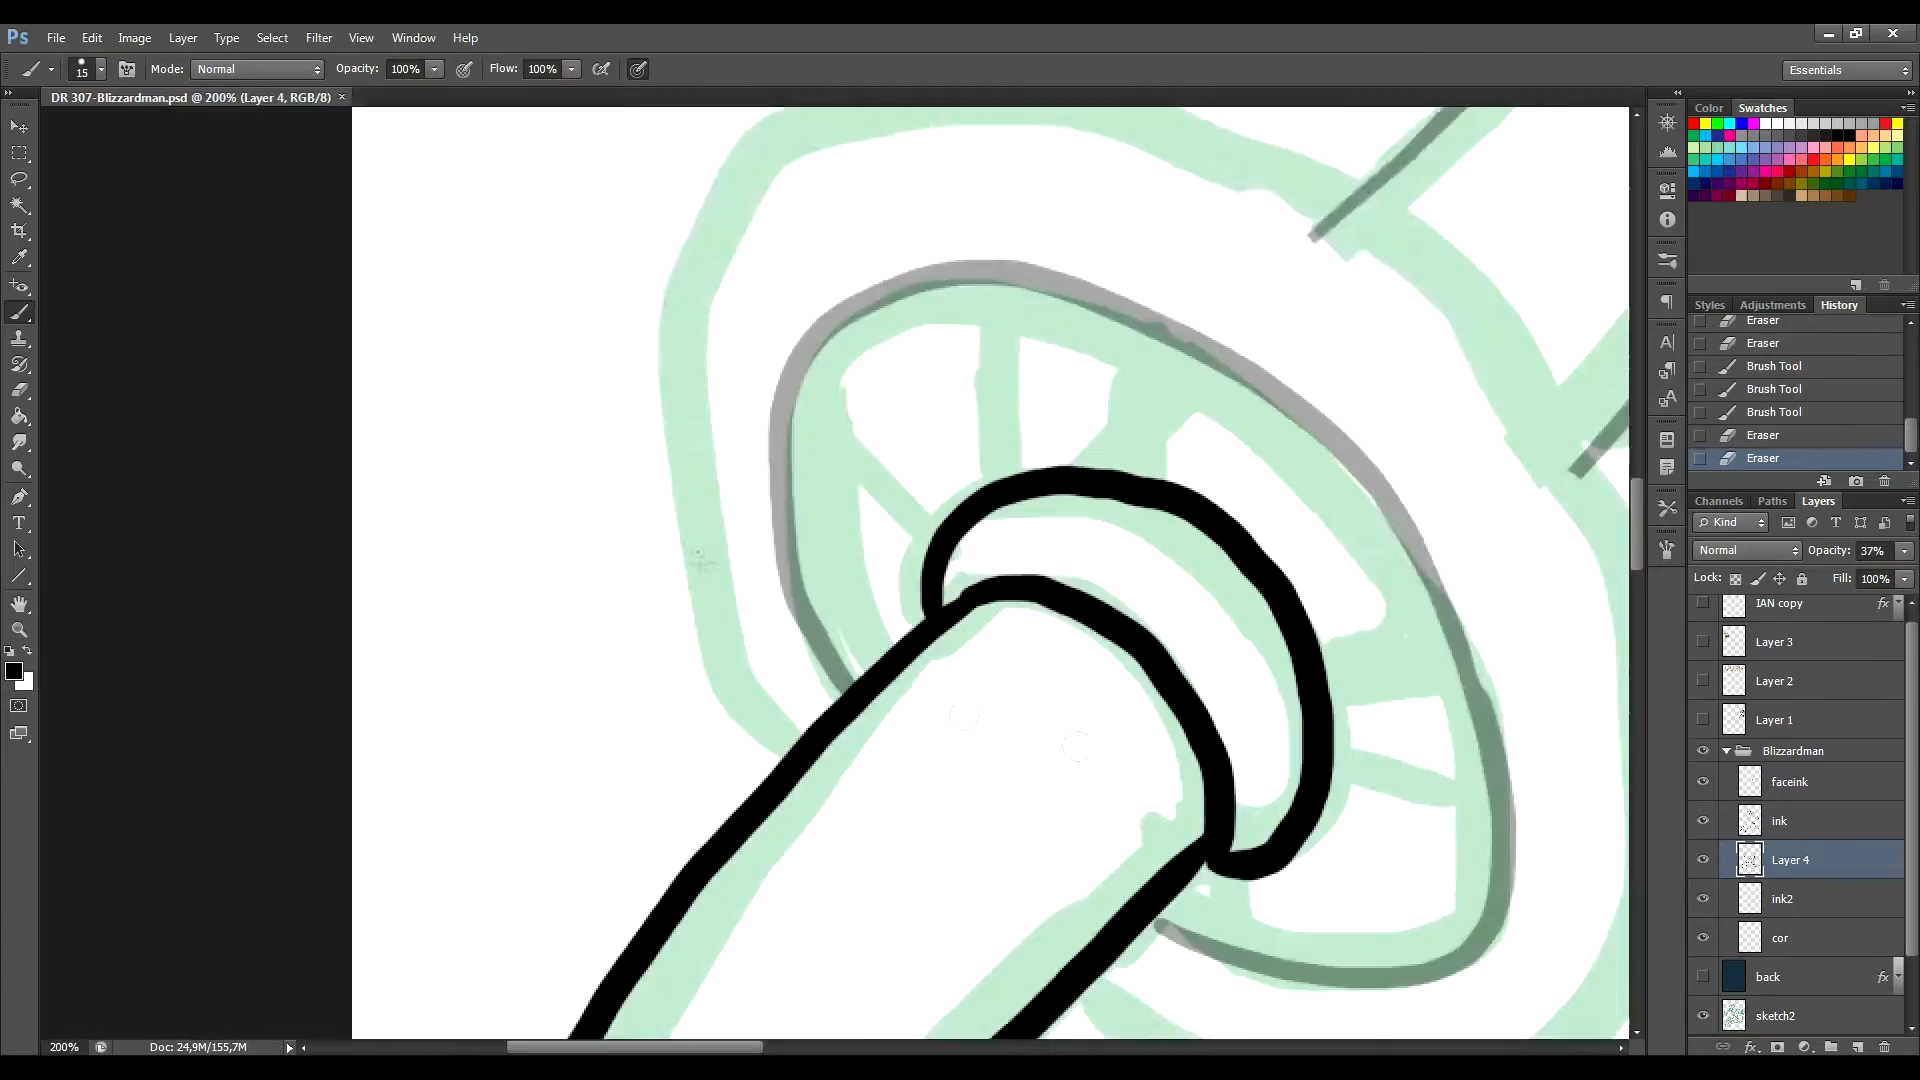 Ps File Edit Image Layer Type Select Filter View Window Help
15 Mode: Normal Opacity: 100% Flow: 100% Essentials
DR 307-Blizzardman.psd @ 200% (Layer 4, RGB/8) ×
Color Swatches
Styles Adjustments History
Eraser
Eraser
Brush Tool
Brush Tool
Brush Tool
Eraser
Eraser
Channels Paths Layers
Kind
Normal Opacity: 37%
Lock: Fill: 100%
IAN copy fx
Layer 3
Layer 2
Layer 1
Blizzardman
faceink
ink
Layer 4
ink2
cor
back fx
sketch2
200% Doc: 24,9M/155,7M